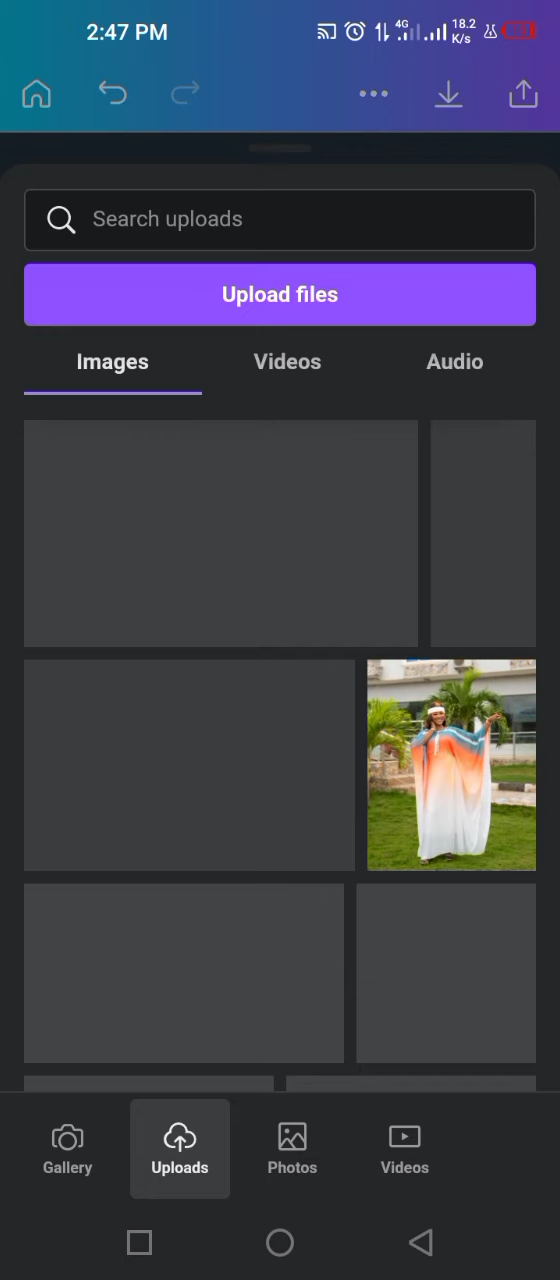 2:47 PM
4G
18.2
K/s
Search uploads
Upload files
Images
Videos
Audio
Gallery
Uploads
Photos
Videos